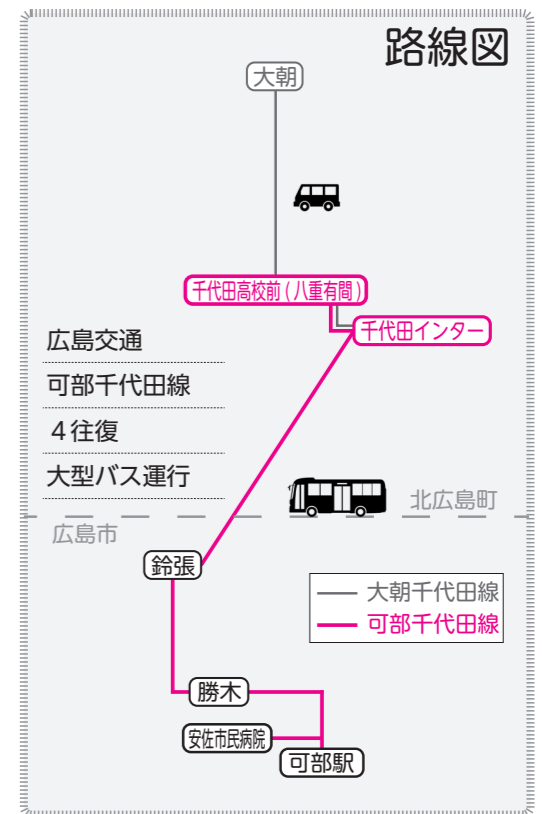 路線図
大朝
千代田高校前(八重有間)
千代田インター
広島交通
可部千代田線
４往復
大型バス運行
北広島町
広島市
鈴張
大朝千代田線
可部千代田線
勝木
安佐市民病院
可部駅